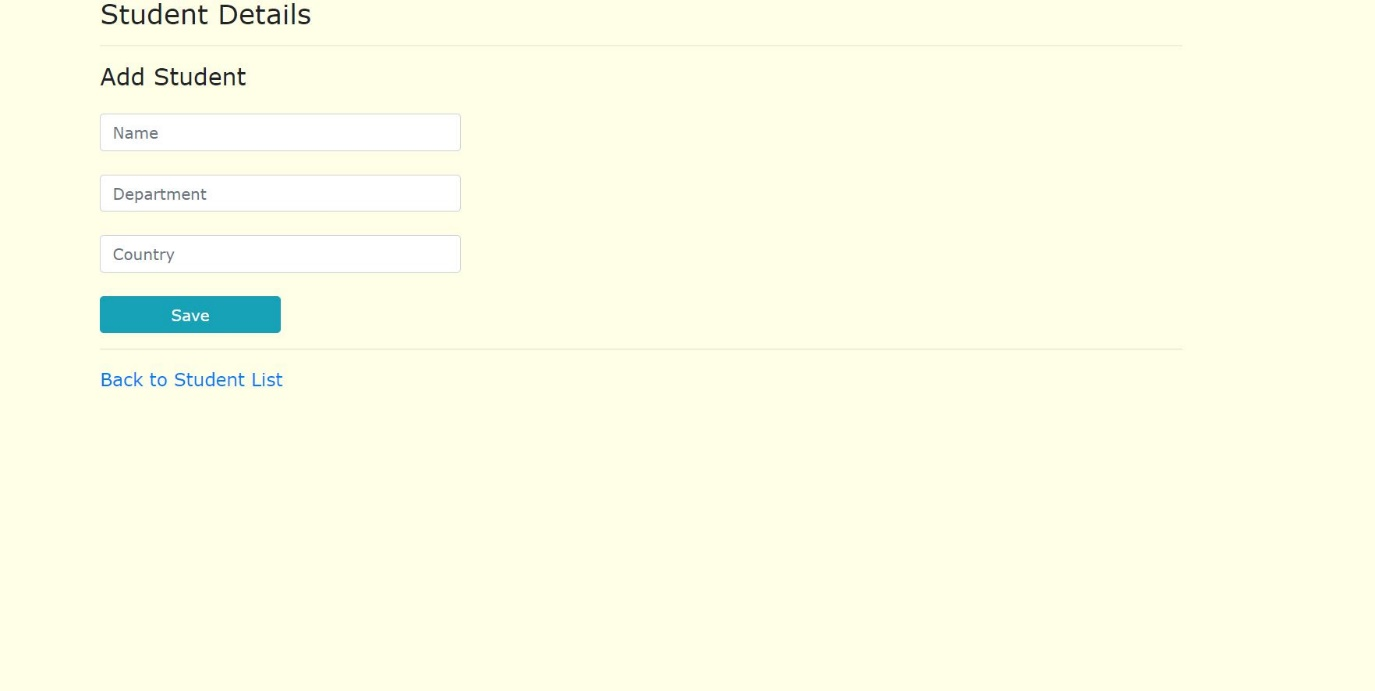 Student Details
Add Student
Name
Department
Country
Save
Back to Student List